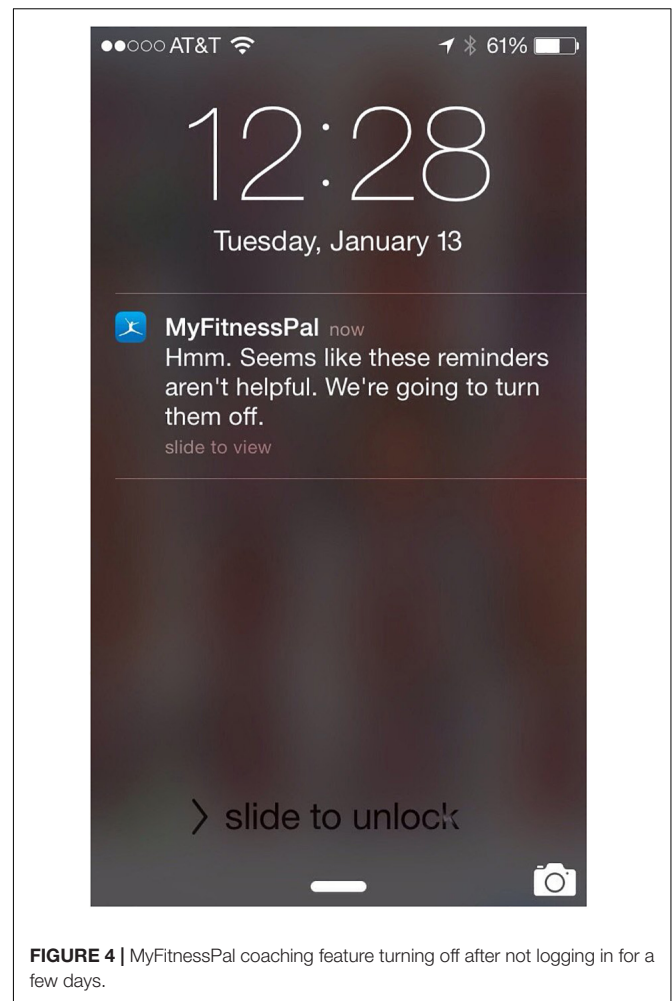 AT&T 61%
12:28
Tuesday, January 13
MyFitnessPal now
Hmm. Seems like these reminders
aren't helpful. We're going to turn
them off.
slide to view
slide to unlock
FIGURE 4 | MyFitnessPal coaching feature turning off after not logging in for a
few days.